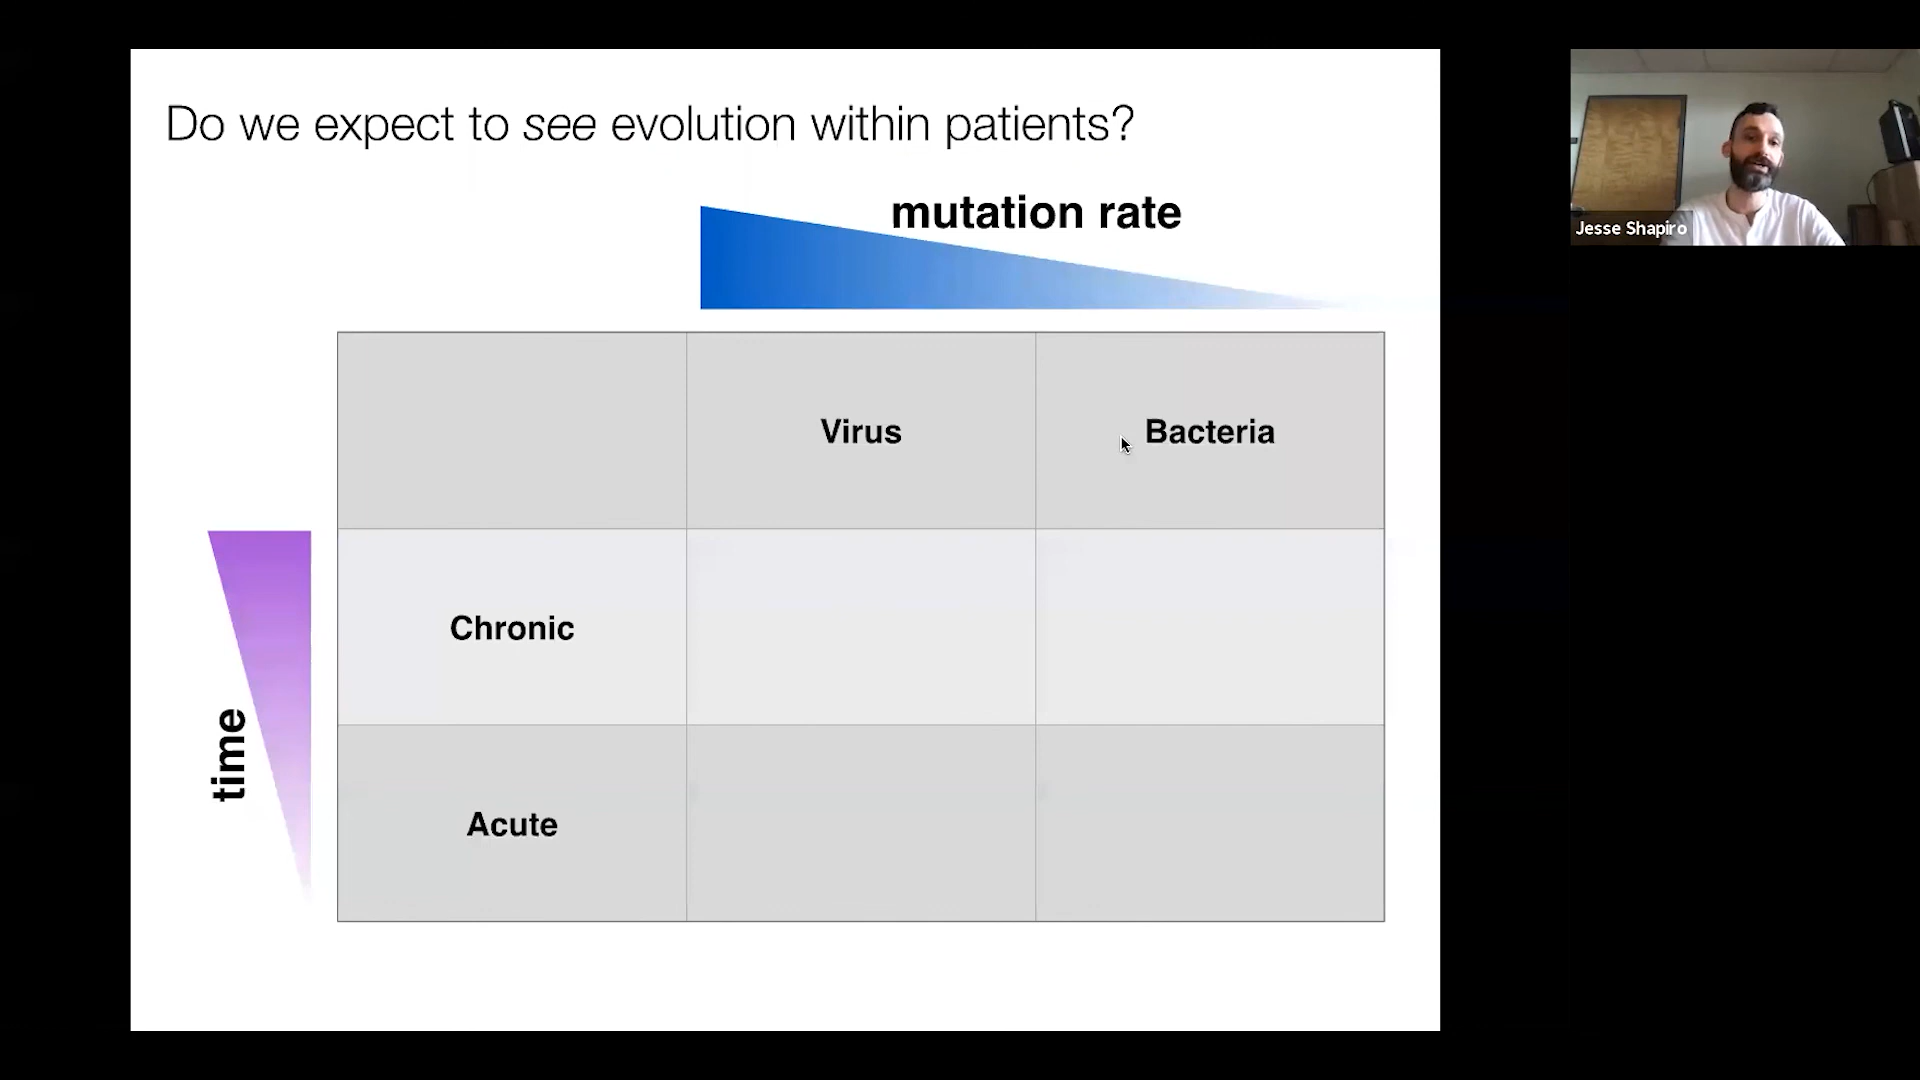 Do we expect to see evolution within patients?
mutation rate
Jesse Shapiro
Virus
Bacteria
Chronic
time
Acute